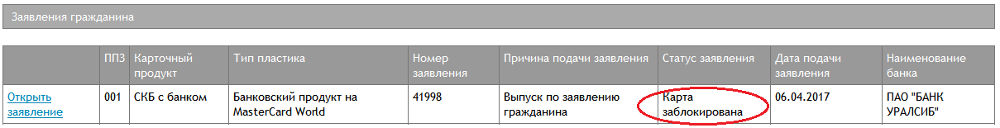 Заявления гражданина
ППЗ Карточный продукт Тип пластика Номер заявления Причина подачи заявления Статус заявления Дата подачи заявления Наименование банка
Открыть заявление 001 СКБ с банком Банковский продукт на MasterCard World 41998 Выпуск по заявлению гражданина Карта заблокирована 06.04.2017 ПАО "БАНК УРАЛСИБ"